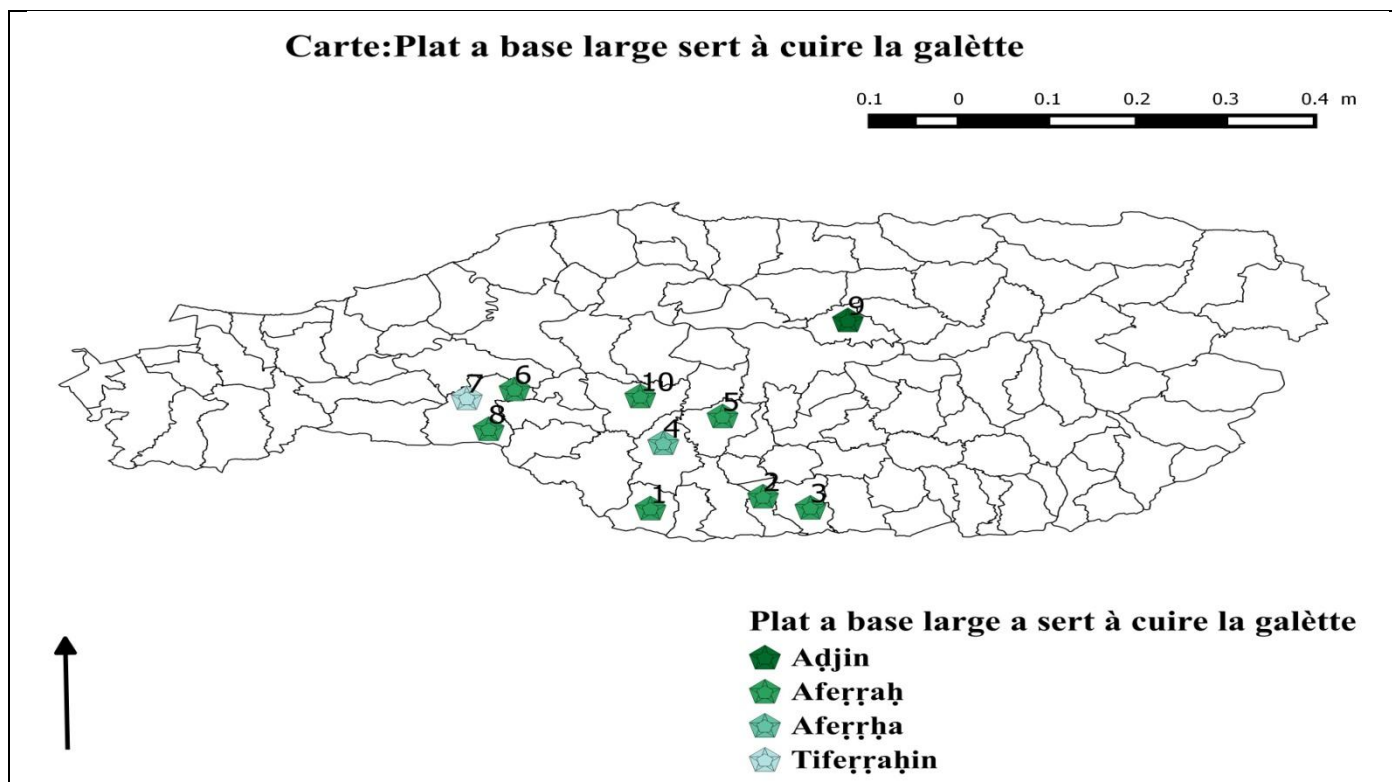 Carte:Plat a base large sert à cuire la galètte
0.1 0 0.1 0.2 0.3 0.4 m
9
7 6 10
8 5
4
1 2 3
Plat a base large a sert à cuire la galètte
Aḍjin
Afeṛṛaḥ
Afeṛṛḥa
Tifeṛṛaḥin